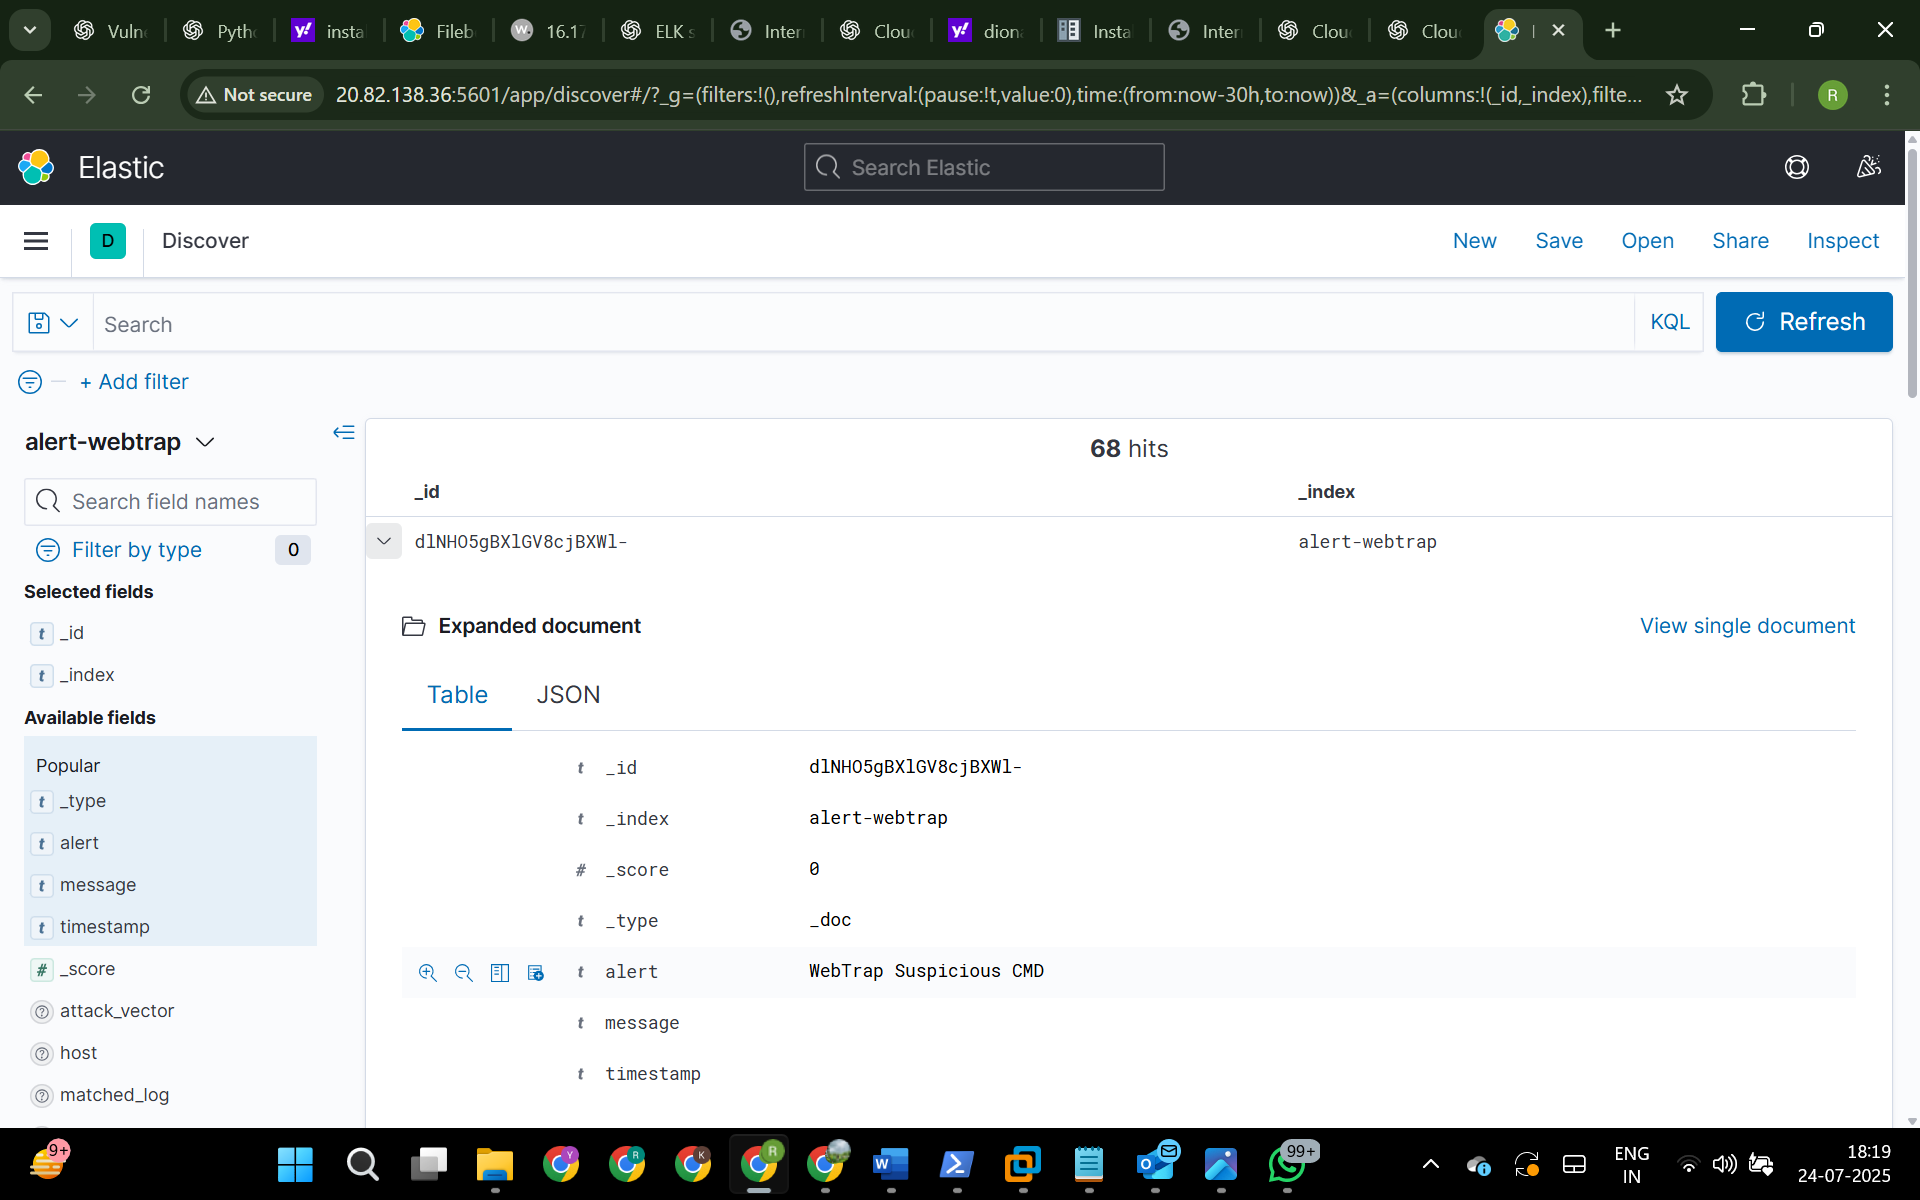 Vuln
Pytho
insta
Fileb
16.17
ELK s
Inter
Clou
diona
Insta
Inter
Clou
Clou
Not secure
20.82.138.36:5601/app/discover#/?_g=(filters:!(),refreshInterval:(pause:!t,value:0),time:(from:now-30h,to:now))&_a=(columns:!(_id,_index),filte...
R
Elastic
Search Elastic
D
Discover
New
Save
Open
Share
Inspect
Search
KQL
Refresh
+ Add filter
alert-webtrap
Search field names
Filter by type
0
Selected fields
t _id
t _index
Available fields
Popular
t _type
t alert
t message
t timestamp
# _score
attack_vector
host
matched_log
68 hits
_id
_index
dlNHO5gBXlGV8cjBXWl-
alert-webtrap
Expanded document
View single document
Table
JSON
t _id dlNHO5gBXlGV8cjBXWl-
t _index alert-webtrap
# _score 0
t _type _doc
t alert WebTrap Suspicious CMD
t message
t timestamp
9+
Y
R
K
R
W
99+
ENG
IN
18:19
24-07-2025